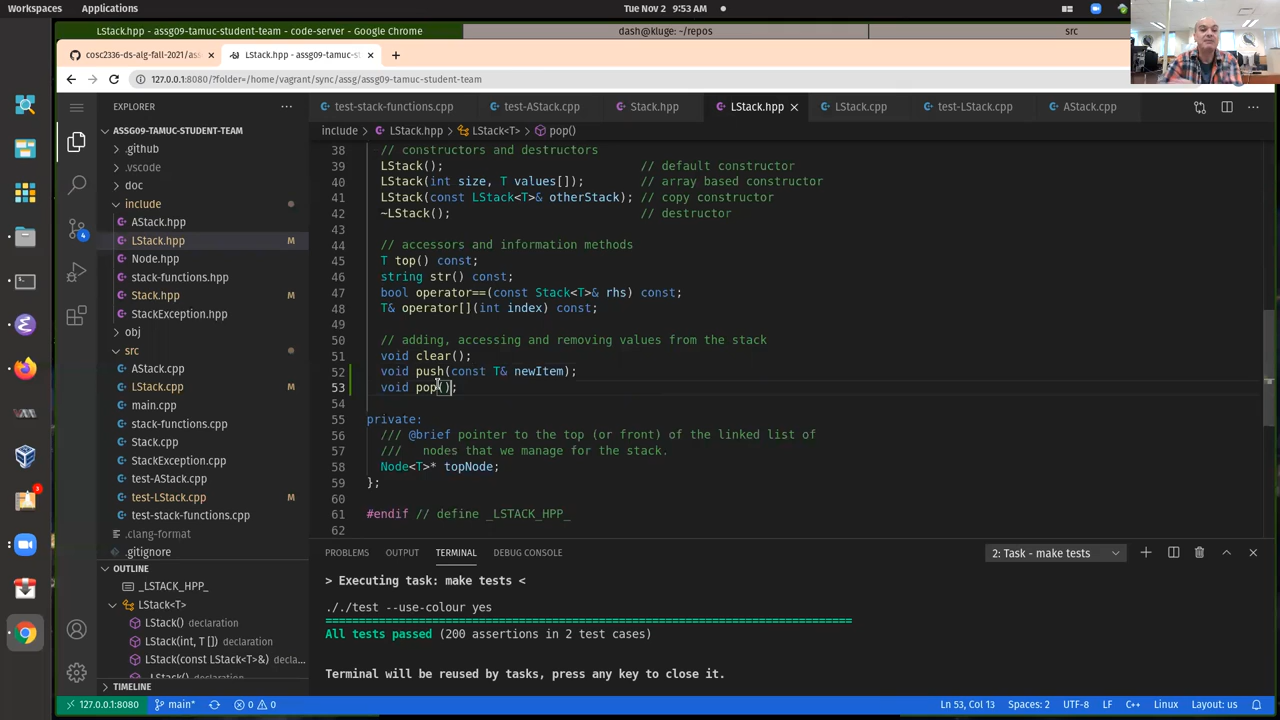 Workspaces
Places
Tue Nov 2 9:53 AM
LStack.hpp - assg09-tamuc-student-team - code-server - Google Chrome
dash@kluge: ~/repos
src
cosc2336-ds-alg-fall-2021/ass
LStack.hpp - assg09-tamuc-st
127.0.0.1:8080/?folder=/home/vagrant/sync/assg/assg09-tamuc-student-team
EXPLORER
test-stack-functions.cpp
test-AStack.cpp
Stack.hpp
LStack.hpp
LStack.cpp
test-LStack.cpp
AStack.cpp
include > LStack.hpp > LStack<T> > pop()
ASSG09-TAMUC-STUDENT-TEAM
.github
.vscode
doc
include
AStack.hpp
LStack.hpp M
Node.hpp
stack-functions.hpp
Stack.hpp M
StackException.hpp
obj
src
AStack.cpp
LStack.cpp M
main.cpp
stack-functions.cpp
Stack.cpp
StackException.cpp
test-AStack.cpp
test-LStack.cpp M
test-stack-functions.cpp
.clang-format
.gitignore
OUTLINE
_LSTACK_HPP_
LStack<T>
LStack() declaration
LStack(int, T []) declaration
LStack(const LStack<T>&) decla...
~LStack() declaration
TIMELINE
4
3
38 // constructors and destructors
39 LStack(); // default constructor
40 LStack(int size, T values[]); // array based constructor
41 LStack(const LStack<T>& otherStack); // copy constructor
42 ~LStack(); // destructor
43
44 // accessors and information methods
45 T top() const;
46 string str() const;
47 bool operator==(const Stack<T>& rhs) const;
48 T& operator[](int index) const;
49
50 // adding, accessing and removing values from the stack
51 void clear();
52 void push(const T& newItem);
53 void pop();
54
55 private:
56 /// @brief pointer to the top (or front) of the linked list of
57 /// nodes that we manage for the stack.
58 Node<T>* topNode;
59 };
60
61 #endif // define _LSTACK_HPP_
62
PROBLEMS OUTPUT TERMINAL DEBUG CONSOLE
2: Task - make tests
> Executing task: make tests <
././test --use-colour yes
===============================================================================
All tests passed (200 assertions in 2 test cases)
Terminal will be reused by tasks, press any key to close it.
127.0.0.1:8080
main*
0 0
Ln 53, Col 13
Spaces: 2
UTF-8
LF
C++
Linux
Layout: us